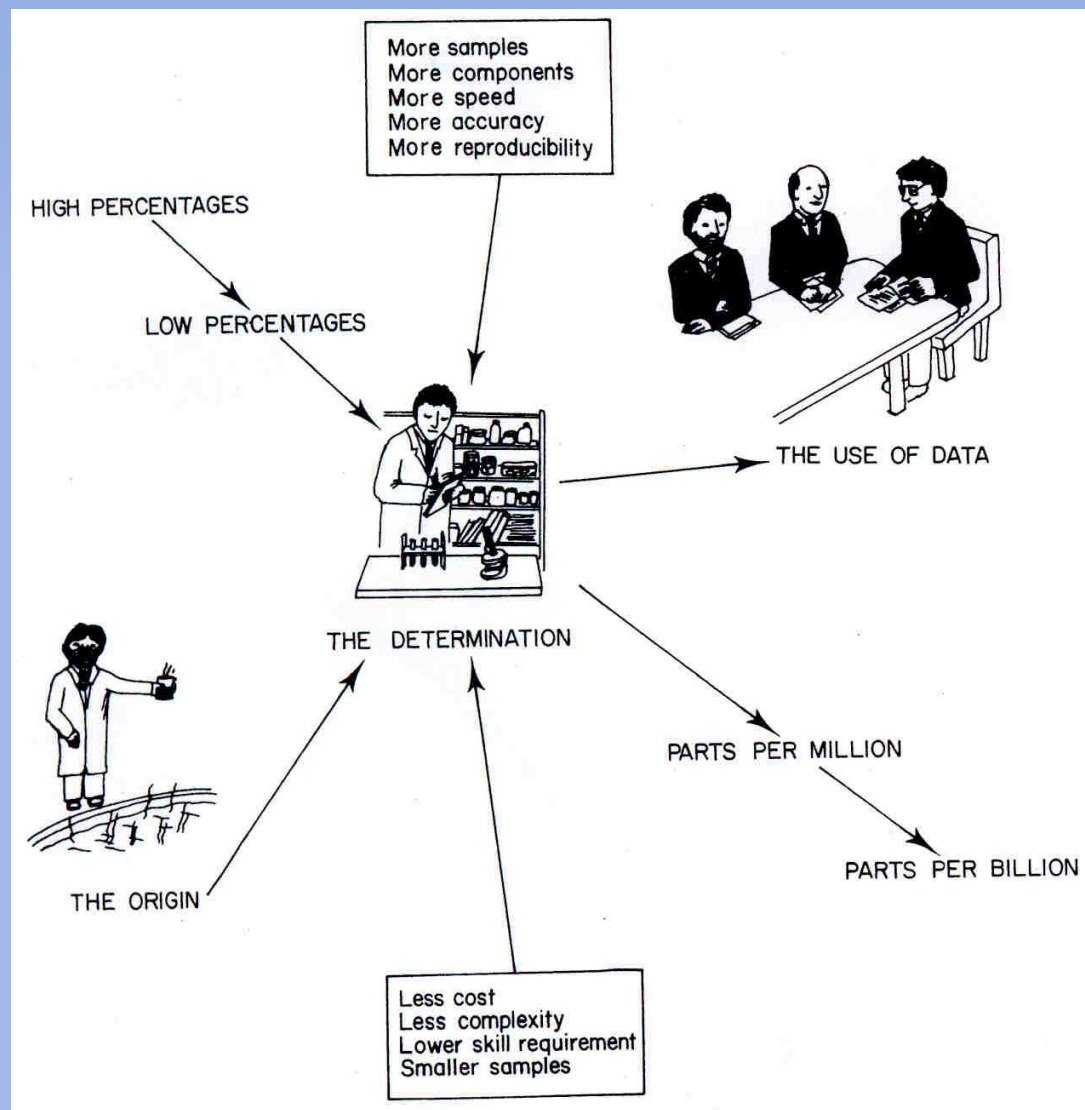 More samples
More components
More speed
More accuracy
More reproducibility
HIGH PERCENTAGES
LOW PERCENTAGES
THE USE OF DATA
THE DETERMINATION
PARTS PER MILLION
PARTS PER BILLION
THE ORIGIN
Less cost
Less complexity
Lower skill requirement
Smaller samples